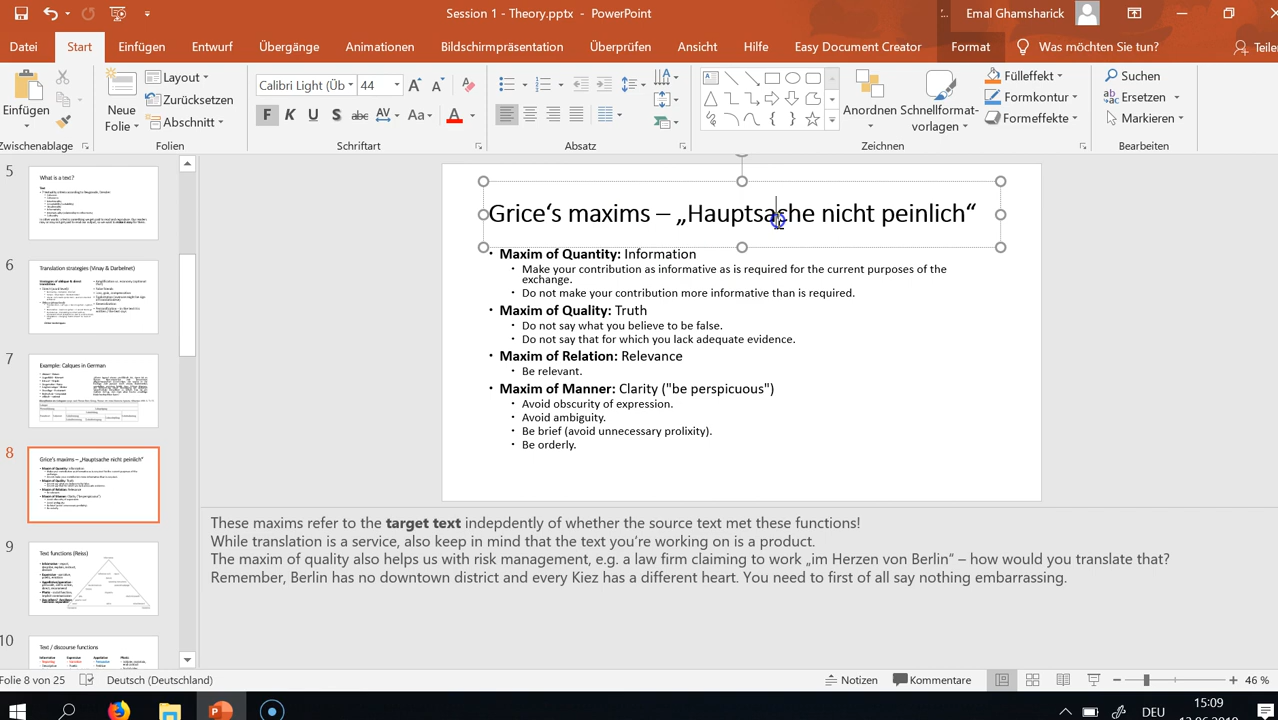 Session 1 - Theory.pptx - PowerPoint
Emal Ghamsharick
Datei Start Einfügen Entwurf Übergänge Animationen Bildschirmpräsentation Überprüfen Ansicht Hilfe Easy Document Creator Format Was möchten Sie tun? Teile
Einfügen
Neue Folie
Layout
Zurücksetzen
Abschnitt
Calibri Light (Üb 44
F K U S abc AV Aa A
Anordnen
Schnellformat-vorlagen
Fülleffekt
Formkontur
Formeffekte
Suchen
Ersetzen
Markieren
Zwischenablage Folien Schriftart Absatz Zeichnen Bearbeiten
5
What is a text?
6
Translation strategies (Vinay & Darbelnet)
7
Example: Calques in German
8
Grice's maxims – „Hauptsache nicht peinlich“
9
Text functions (Reiss)
10
Text / discourse functions
Grice‘s maxims – „Hauptsache nicht peinlich“
• Maxim of Quantity: Information
• Make your contribution as informative as is required for the current purposes of the
exchange.
• Do not make your contribution more informative than is required.
• Maxim of Quality: Truth
• Do not say what you believe to be false.
• Do not say that for which you lack adequate evidence.
• Maxim of Relation: Relevance
• Be relevant.
• Maxim of Manner: Clarity ("be perspicuous")
• Avoid obscurity of expression.
• Avoid ambiguity.
• Be brief (avoid unnecessary prolixity).
• Be orderly.
These maxims refer to the target text indepdently of whether the source text met these functions!
While translation is a service, also keep in mind that the text you‘re working on is a product.
The maxim of quality also helps us with risk management, e.g. a law firm claiming to work „im Herzen von Berlin“ – how would you translate that?
Remember, Berlin has no downtown district and every Kiez has a different heart. We need to first of all say nothing embarrassing.
Folie 8 von 25 Deutsch (Deutschland) Notizen Kommentare 46 %
DEU
15:09